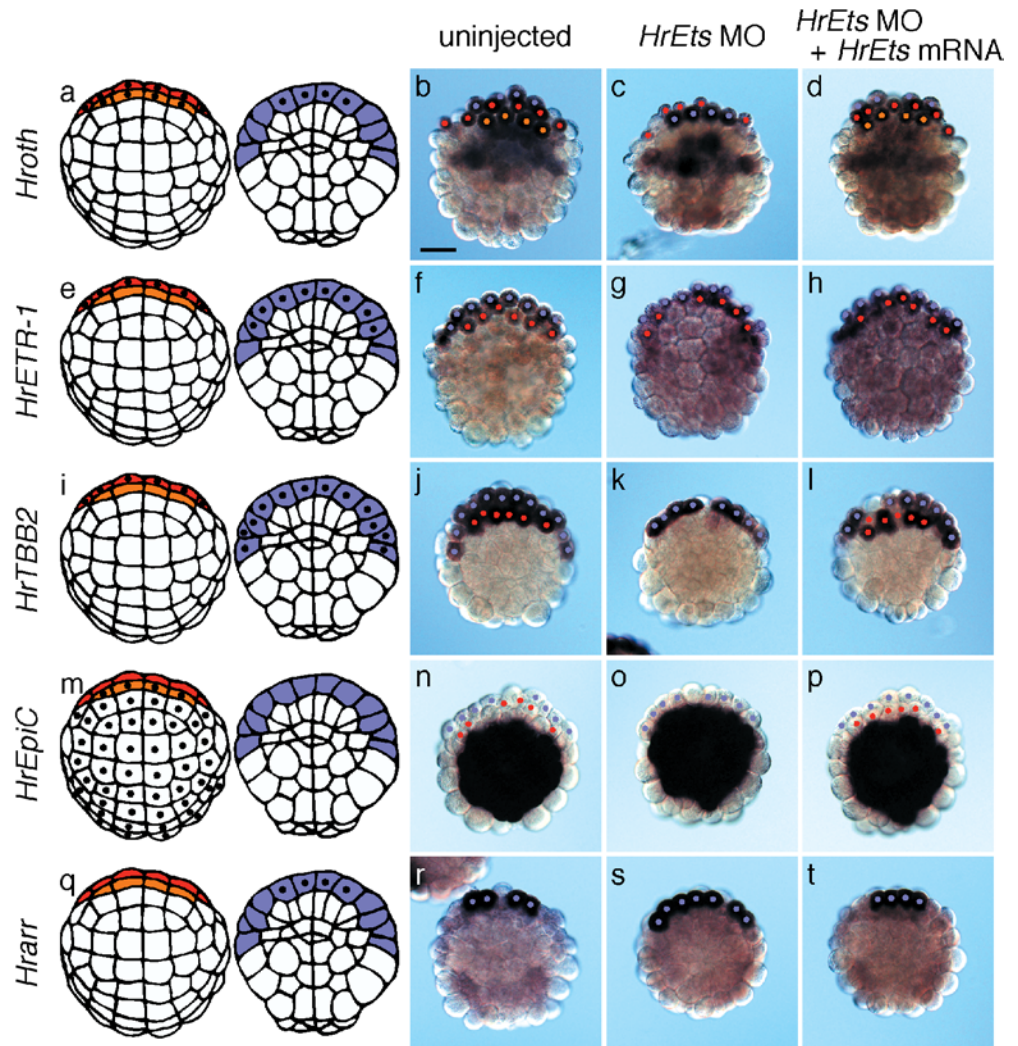 uninjected
HrEts MO
HrEts MO
+ HrEts mRNA
Hroth
a
b
c
d
HrETR-1
e
f
g
h
HrTBB2
i
j
k
l
HrEpiC
m
n
o
p
Hrarr
q
r
s
t